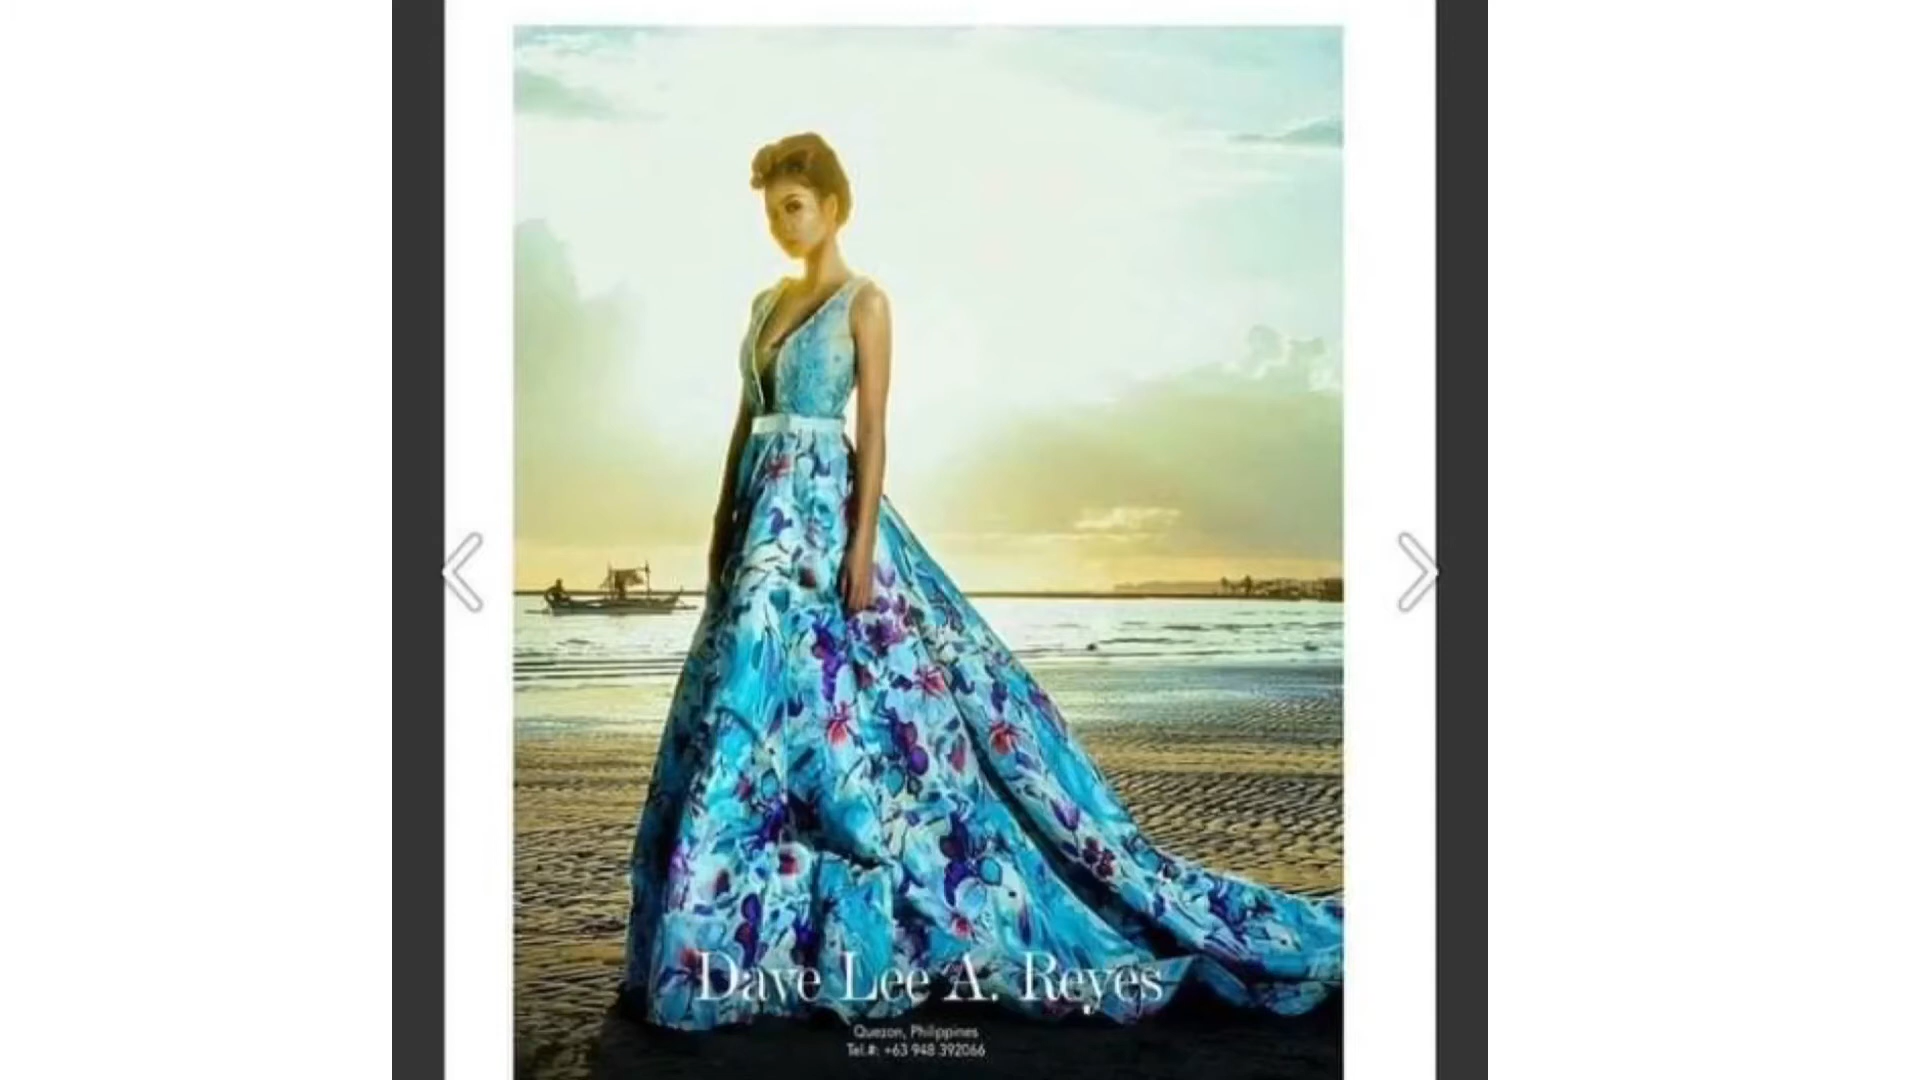 Dave Lee A. Reyes
Quezon, Philippines
Tel.#: +63 948 392066